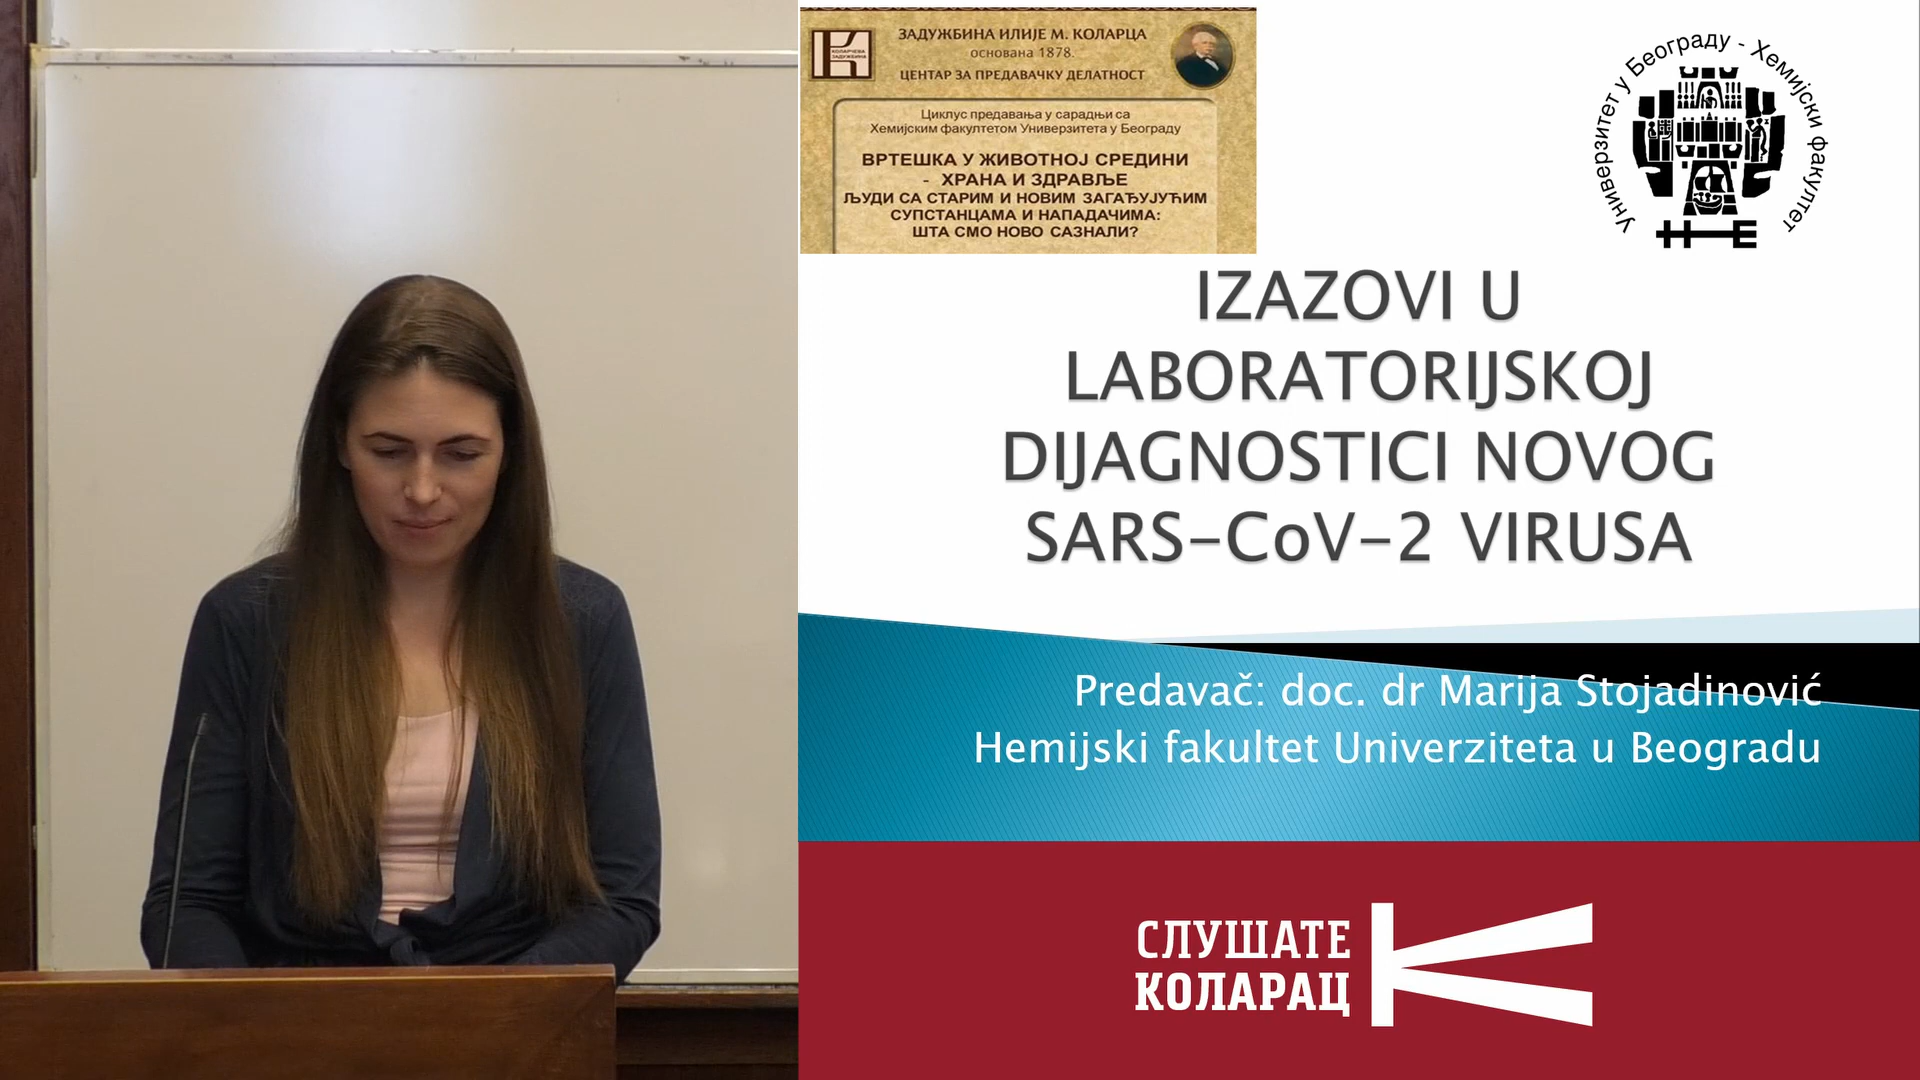 ЗАДУЖБИНА ИЛИЈЕ М. КОЛАРЦА
основана 1878.
ЦЕНТАР ЗА ПРЕДАВАЧКУ ДЕЛАТНОСТ
КОЛАРЧЕВА
ЗАДУЖБИНА
Циклус предавања у сарадњи са
Хемијским факултетом Универзитета у Београду
ВРТЕШКА У ЖИВОТНОЈ СРЕДИНИ
- ХРАНА И ЗДРАВЉЕ
ЉУДИ СА СТАРИМ И НОВИМ ЗАГАЂУЈУЋИМ
СУПСТАНЦАМА И НАПАДАЧИМА:
ШТА СМО НОВО САЗНАЛИ?
Универзитет у Београду - Хемијски факултет
IZAZOVI U
LABORATORIJSKOJ
DIJAGNOSTICI NOVOG
SARS-CoV-2 VIRUSA
Predavač: doc. dr Marija Stojadinović
Hemijski fakultet Univerziteta u Beogradu
СЛУШАТЕ
КОЛАРАЦ